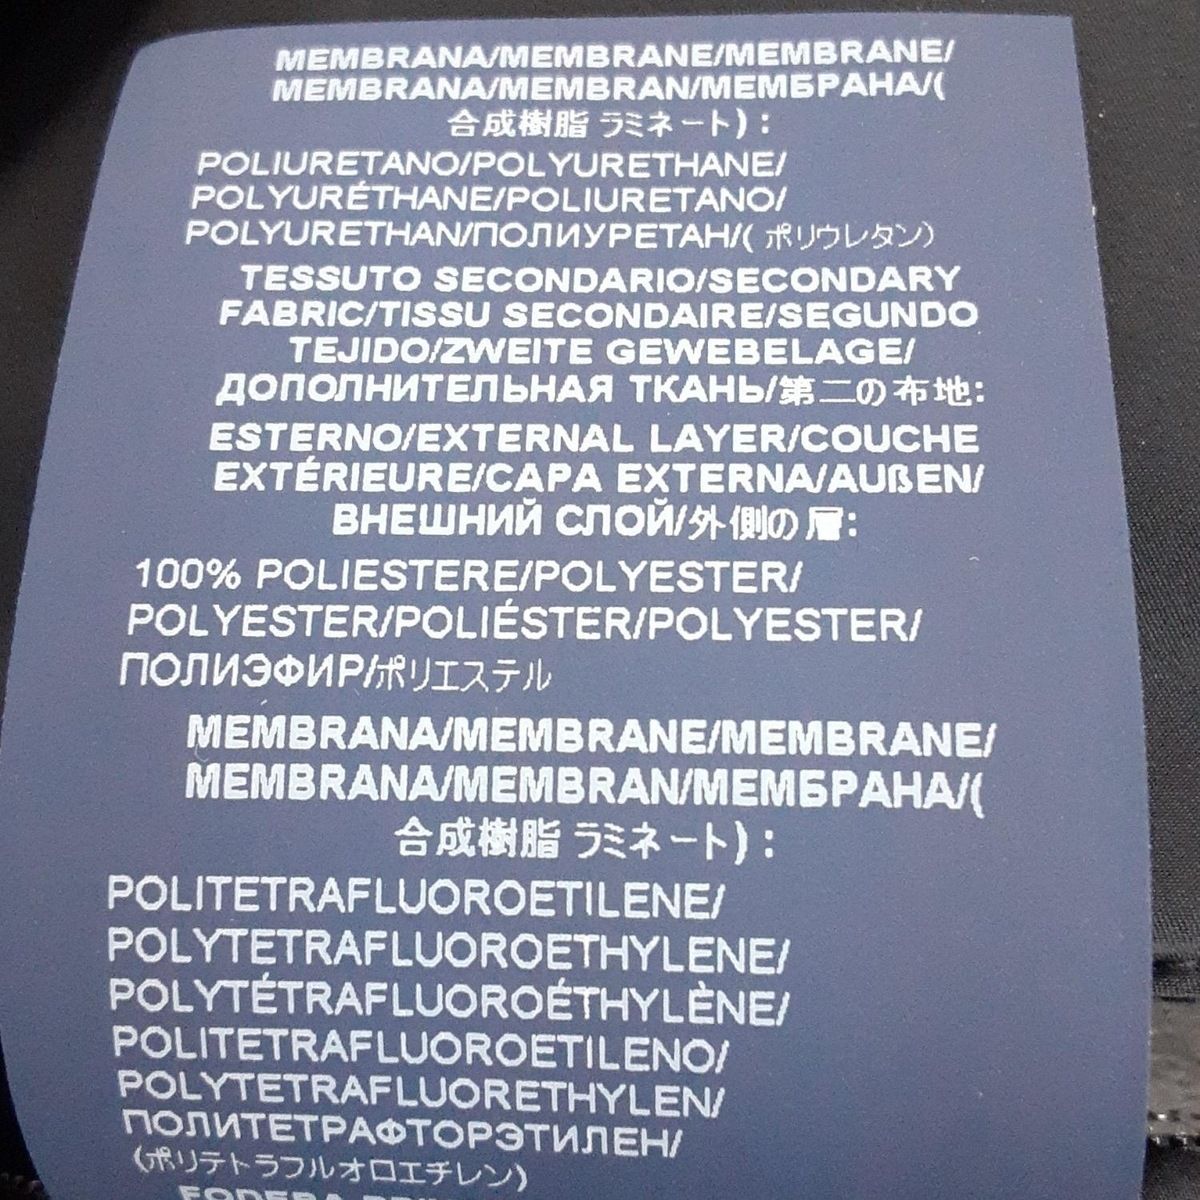 MEMBRANA/MEMBRANE/MEMBRANE/
MEMBRANA/MEMBRAN/МЕМБРАНА/(
合成樹脂 ラミネート) :
POLIURETANO/POLYURETHANE/
POLYURÉTHANE/POLIURETANO/
POLYURETHAN/ПОЛИУРЕТАН/( ポリウレタン)
TESSUTO SECONDARIO/SECONDARY
FABRIC/TISSU SECONDAIRE/SEGUNDO
TEJIDO/ZWEITE GEWEBELAGE/
ДОПОЛНИТЕЛЬНАЯ ТКАНЬ/第二の布地:
ESTERNO/EXTERNAL LAYER/COUCHE
EXTÉRIEURE/CAPA EXTERNA/AUßEN/
ВНЕШНИЙ СЛОЙ/外側の層:
100% POLIESTERE/POLYESTER/
POLYESTER/POLIÉSTER/POLYESTER/
ПОЛИЭФИР/ポリエステル
MEMBRANA/MEMBRANE/MEMBRANE/
MEMBRANA/MEMBRAN/МЕМБРАНА/(
合成樹脂 ラミネート) :
POLITETRAFLUOROETILENE/
POLYTETRAFLUOROETHYLENE/
POLYTÉTRAFLUOROÉTHYLÈNE/
POLITETRAFLUOROETILENO/
POLYTETRAFLUORETHYLEN/
ПОЛИТЕТРАФТОРЭТИЛЕН/
(ポリテトラフルオロエチレン)
FODERA